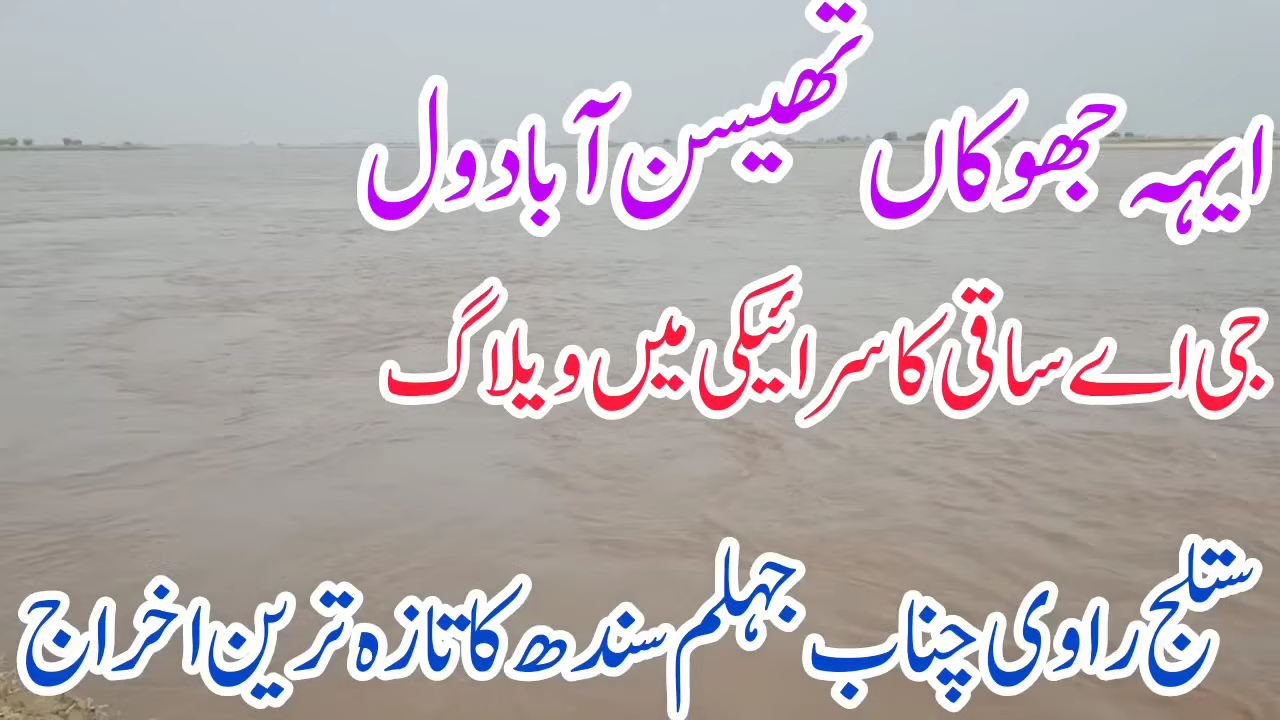 ایہہ جھوکاں تھیسن آباد ول
جی اے ساقی کا سرائیکی میں ویلاگ
ستلج راوی چناب جہلم سندھ کا تازہ ترین اخراج